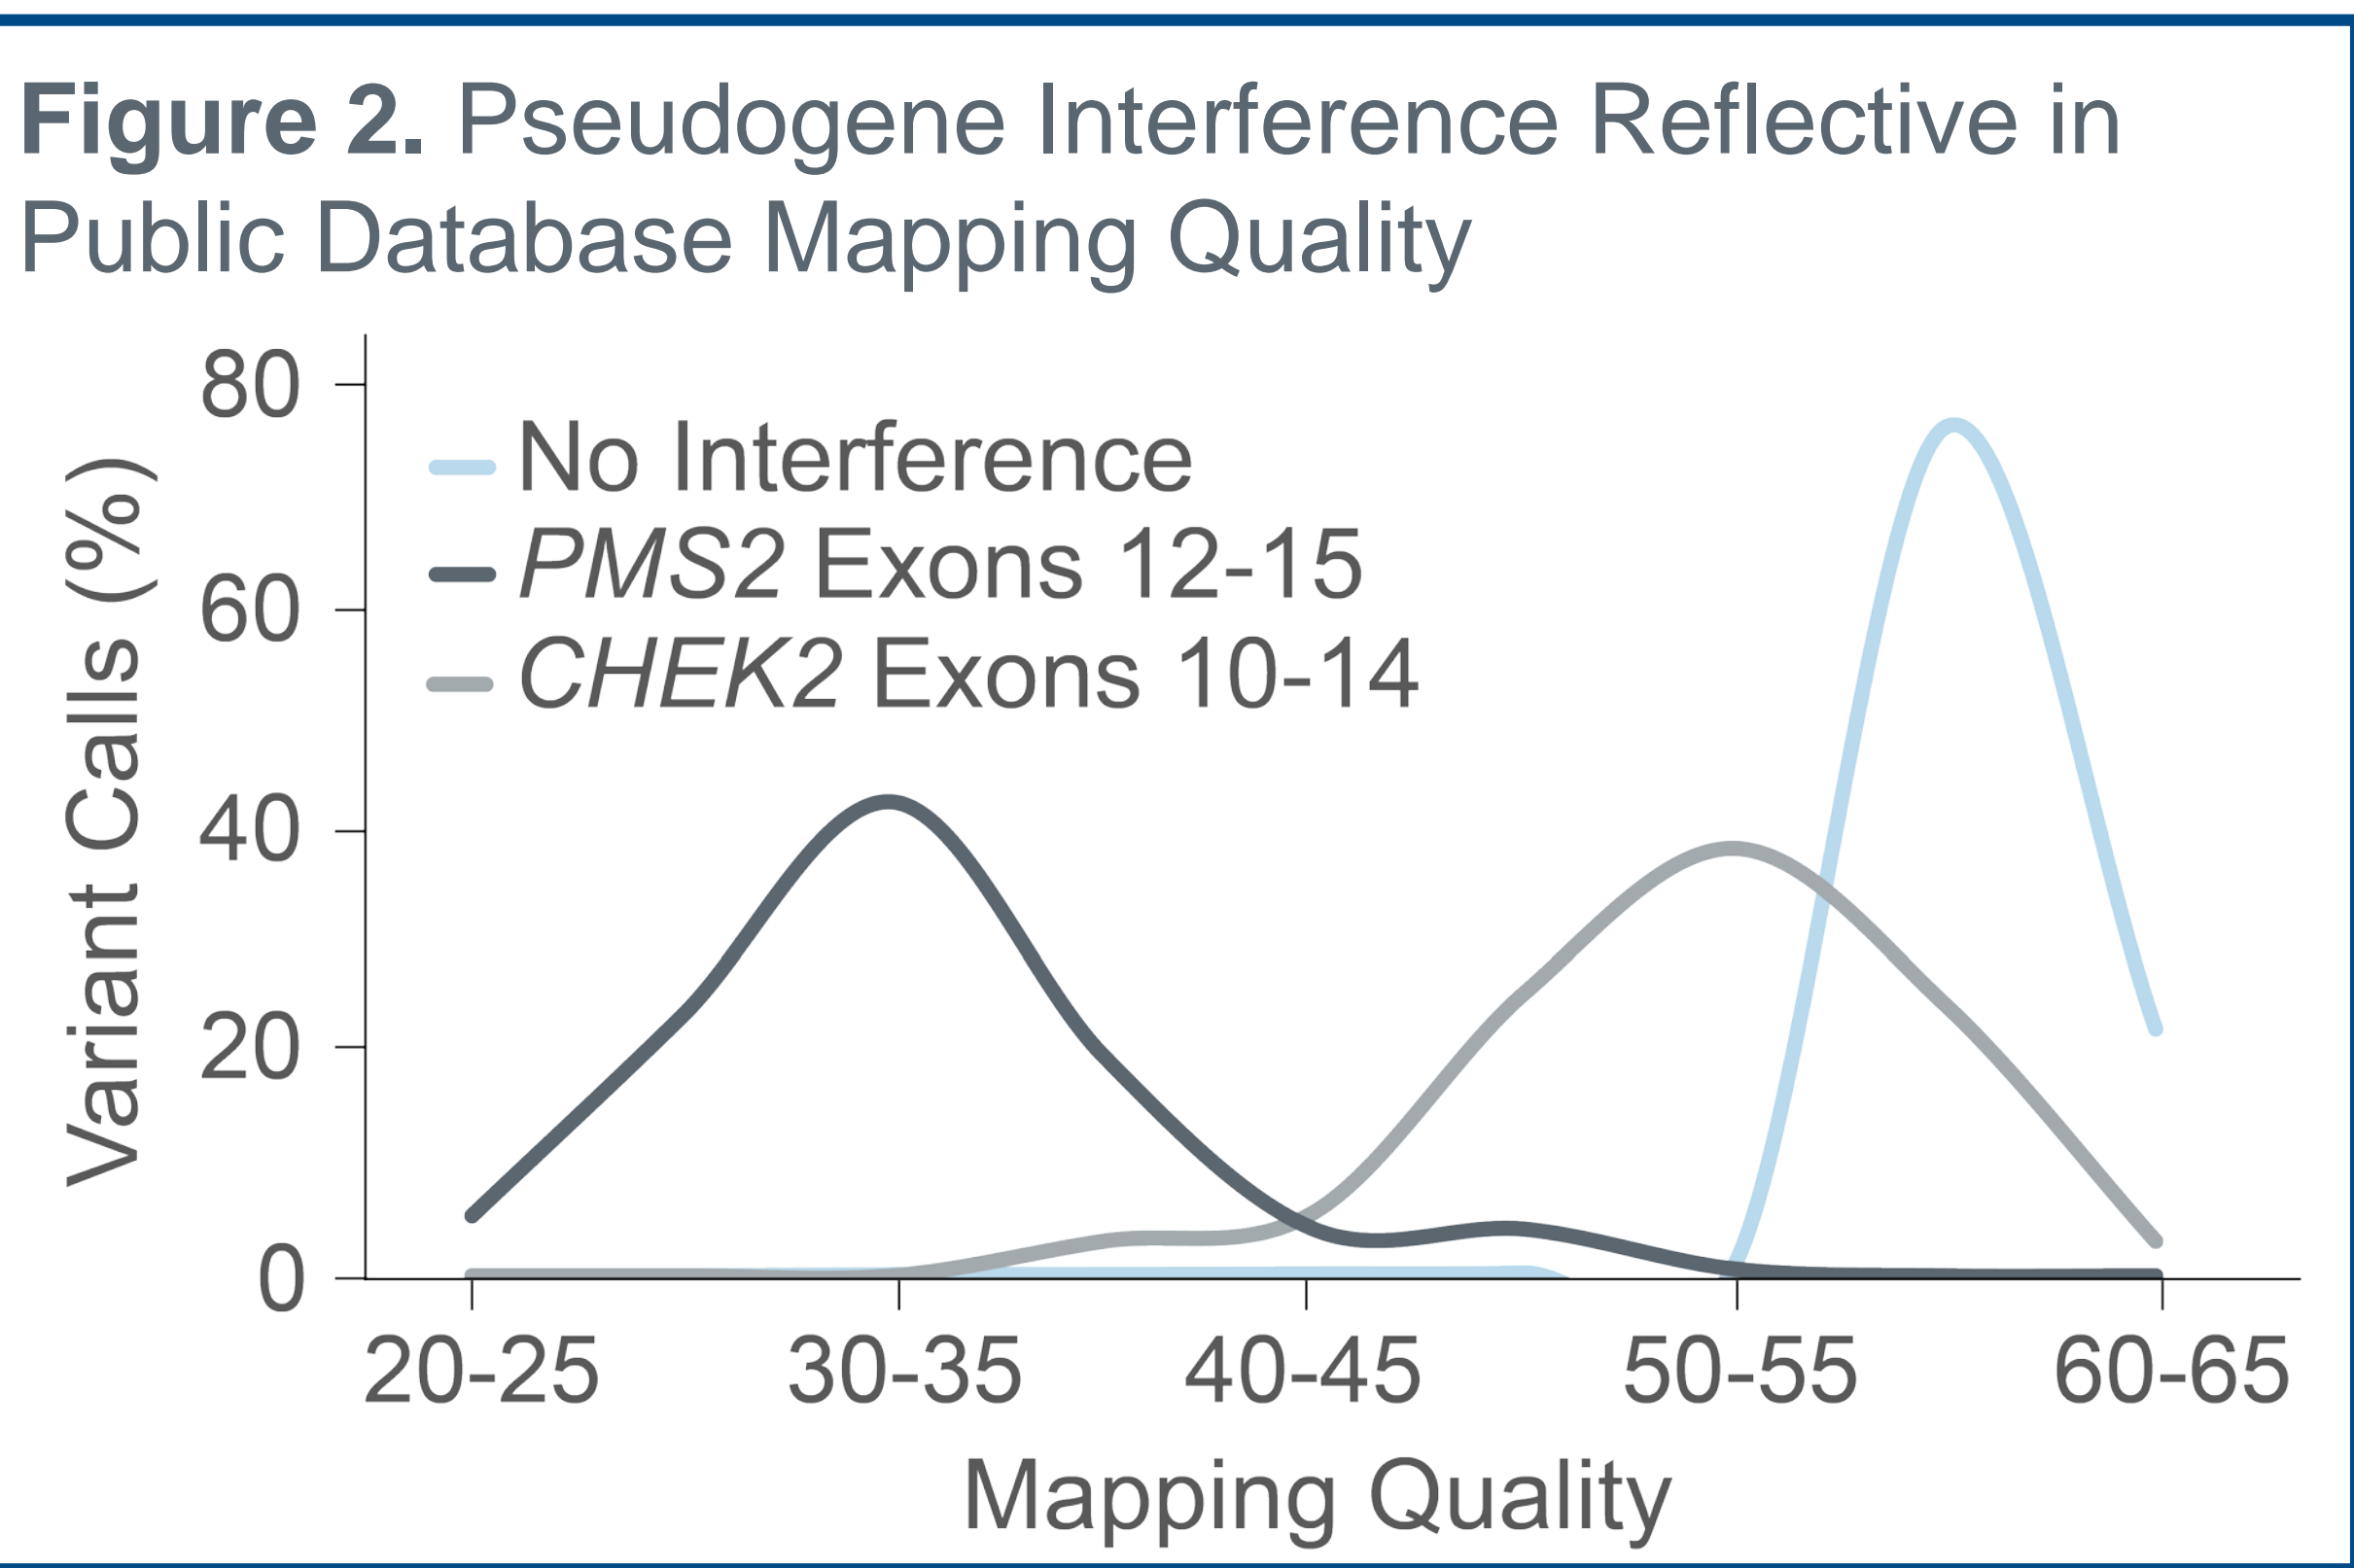 Figure 2. Pseudogene Interference Reflective in
Public Database Mapping Quality
80
60
40
20
0
Variant Calls (%)
No Interference
PMS2 Exons 12-15
CHEK2 Exons 10-14
20-25
30-35
40-45
50-55
60-65
Mapping Quality